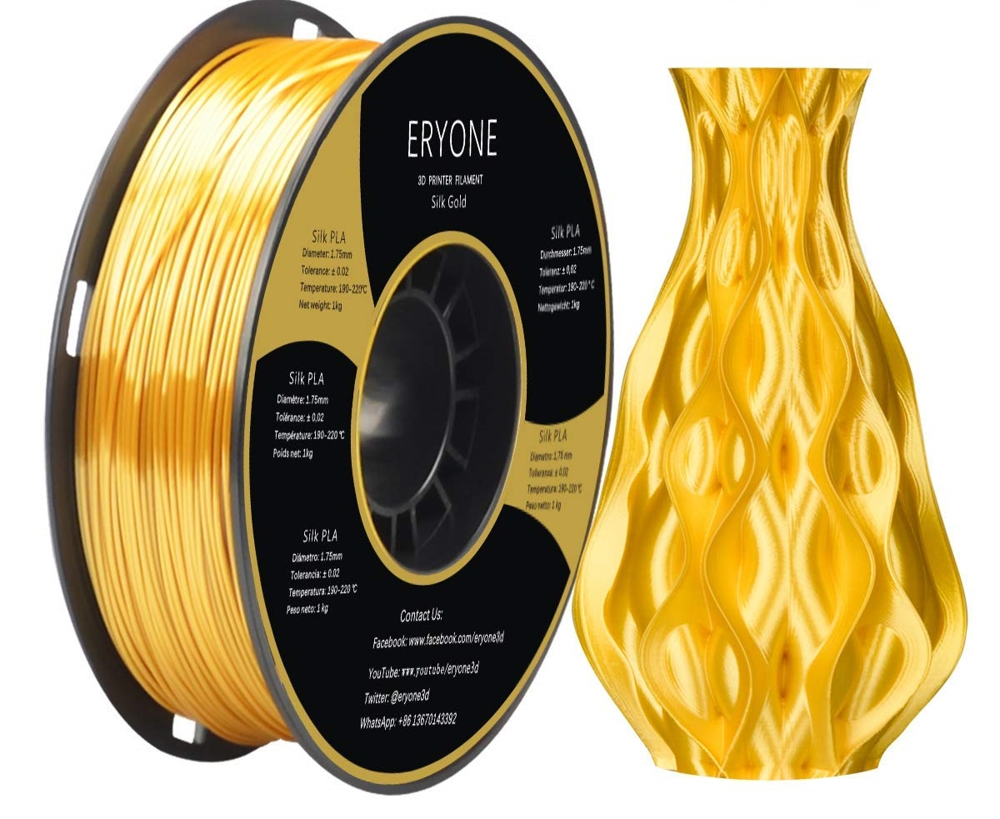 ERYONE
3D PRINTER FILAMENT
Silk Gold
Silk PLA
Diameter: 1.75mm
Tolerance: ± 0.02
Temperature: 190-220℃
Net weight: 1kg
Silk PLA
Durchmesser: 1.75mm
Toleranz: ± 0,02
Temperatur: 190-220°C
Nettogewicht: 1kg
Silk PLA
Diamètre: 1.75mm
Tolérance: ± 0,02
Température: 190-220 ℃
Poids net: 1kg
Silk PLA
Diametro: 1,75 mm
Tolleranza: ± 0,02
Temperatura: 190-220 ℃
Peso netto: 1 kg
Silk PLA
Diámetro: 1.75mm
Tolerancia: ± 0.02
Temperatura: 190-220 ℃
Peso neto: 1 kg
Contact Us:
Facebook: www.facebook.com/eryone3d
YouTube: www.youtube/eryone3d
Twitter: @eryone3d
WhatsApp: +86 13670143392